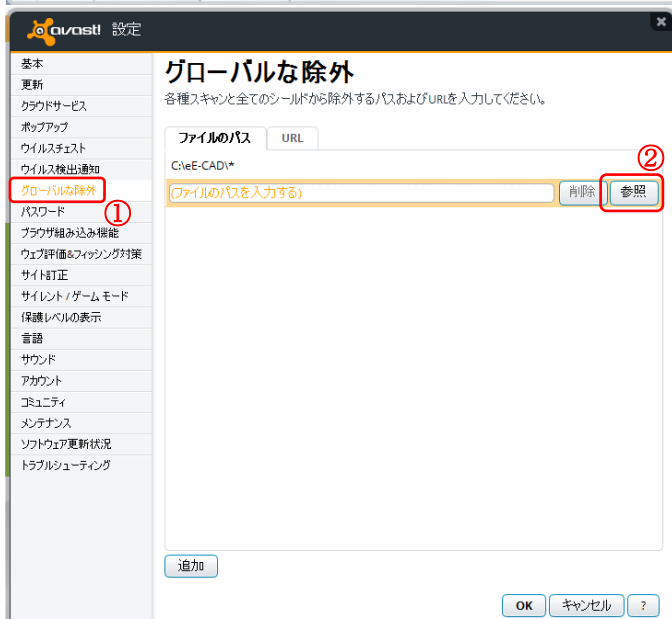 avast! 設定
基本
更新
クラウドサービス
ポップアップ
ウイルスチェスト
ウイルス検出通知
グローバルな除外
①
パスワード
ブラウザ組み込み機能
ウェブ評価&フィッシング対策
サイト訂正
サイレント / ゲーム モード
保護レベルの表示
言語
サウンド
アカウント
コミュニティ
メンテナンス
ソフトウェア更新状況
トラブルシューティング
グローバルな除外
各種スキャンと全てのシールドから除外するパスおよびURLを入力してください。
ファイルのパス URL
C:\eE-CAD\*
②
(ファイルのパスを入力する) 削除 参照
追加
OK キャンセル ?